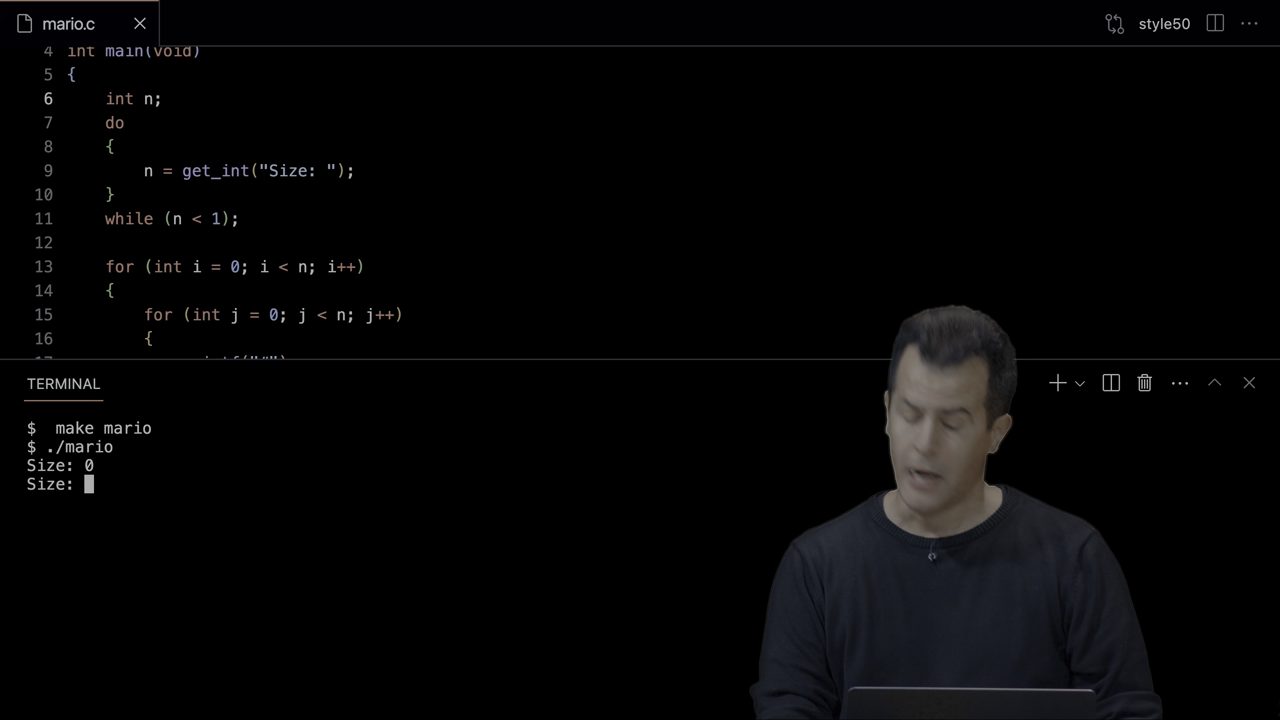 mario.c
style50
4 int main(void)
5 {
6 int n;
7 do
8 {
9 n = get_int("Size: ");
10 }
11 while (n < 1);
12
13 for (int i = 0; i < n; i++)
14 {
15 for (int j = 0; j < n; j++)
16 {
TERMINAL
$ make mario
$ ./mario
Size: 0
Size: